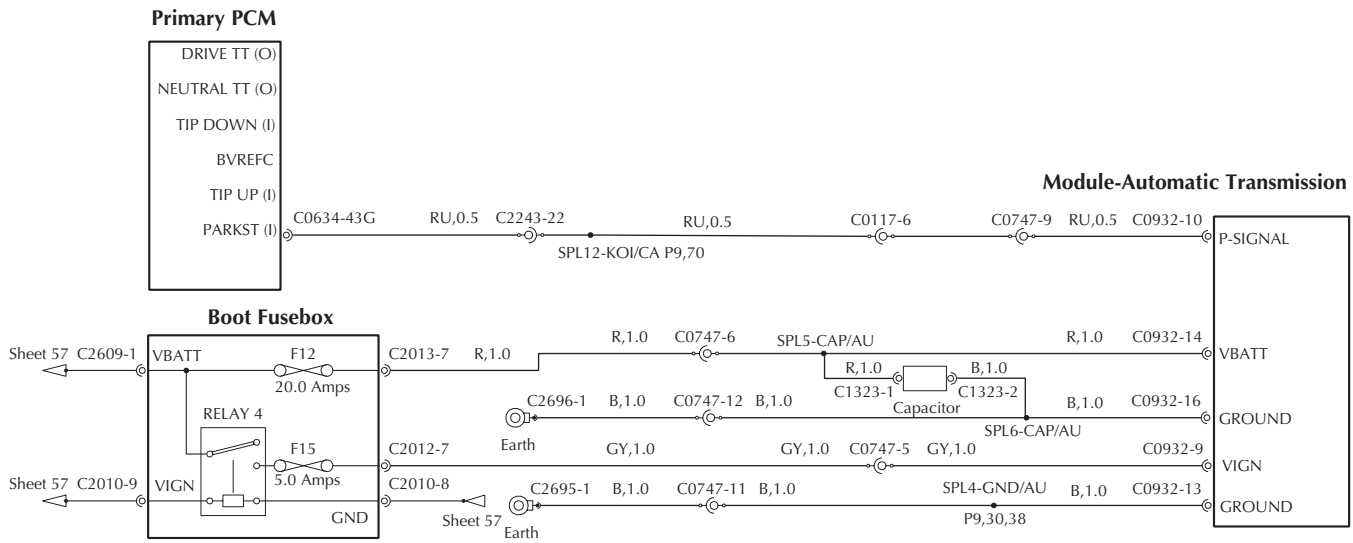 Primary PCM
DRIVE TT (O)
NEUTRAL TT (O)
TIP DOWN (I)
BVREFC
TIP UP (I)
PARKST (I)
C0634-43G RU,0.5 C2243-22 RU,0.5 C0117-6 C0747-9 RU,0.5 C0932-10
SPL12-KOI/CA P9,70
Module-Automatic Transmission
P-SIGNAL
Boot Fusebox
Sheet 57 C2609-1 VBATT F12 C2013-7 R,1.0 R,1.0 C0747-6 SPL5-CAP/AU R,1.0 C0932-14 VBATT
20.0 Amps
R,1.0 B,1.0
C1323-1 C1323-2
Capacitor
RELAY 4
C2696-1 B,1.0 C0747-12 B,1.0 B,1.0 C0932-16 GROUND
Earth
SPL6-CAP/AU
F15 C2012-7 GY,1.0 GY,1.0 C0747-5 GY,1.0 C0932-9 VIGN
5.0 Amps
Sheet 57 C2010-9 VIGN C2010-8
GND
Sheet 57
C2695-1 B,1.0 C0747-11 B,1.0 SPL4-GND/AU B,1.0 C0932-13 GROUND
Earth
P9,30,38